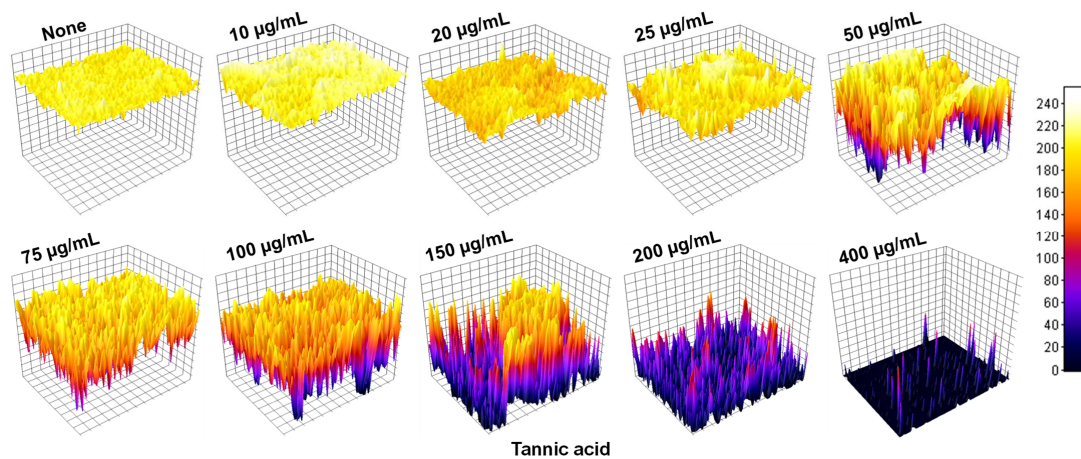 None
10 µg/mL
20 µg/mL
25 µg/mL
50 µg/mL
75 µg/mL
100 µg/mL
150 µg/mL
200 µg/mL
400 µg/mL
240
220
200
180
160
140
120
100
80
60
40
20
0
Tannic acid